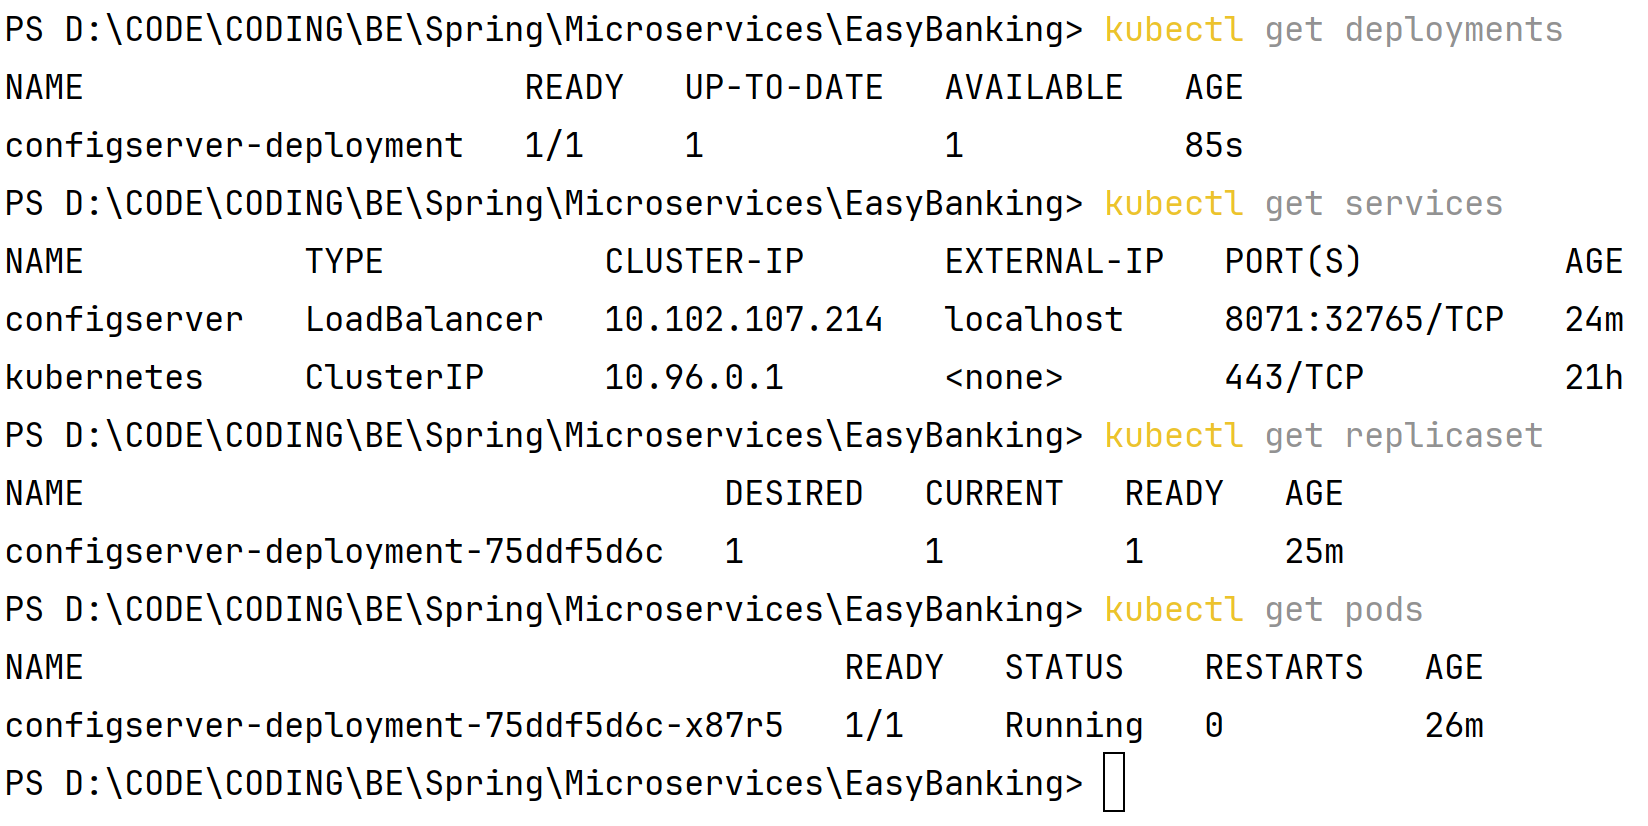 PS D:\CODE\CODING\BE\Spring\Microservices\EasyBanking> kubectl get deployments
NAME                      READY   UP-TO-DATE   AVAILABLE   AGE
configserver-deployment   1/1     1            1           85s
PS D:\CODE\CODING\BE\Spring\Microservices\EasyBanking> kubectl get services
NAME           TYPE           CLUSTER-IP       EXTERNAL-IP   PORT(S)          AGE
configserver   LoadBalancer   10.102.107.214   localhost     8071:32765/TCP   24m
kubernetes     ClusterIP      10.96.0.1        <none>        443/TCP          21h
PS D:\CODE\CODING\BE\Spring\Microservices\EasyBanking> kubectl get replicaset
NAME                                DESIRED   CURRENT   READY   AGE
configserver-deployment-75ddf5d6c   1         1         1       25m
PS D:\CODE\CODING\BE\Spring\Microservices\EasyBanking> kubectl get pods
NAME                                      READY   STATUS    RESTARTS   AGE
configserver-deployment-75ddf5d6c-x87r5   1/1     Running   0          26m
PS D:\CODE\CODING\BE\Spring\Microservices\EasyBanking>